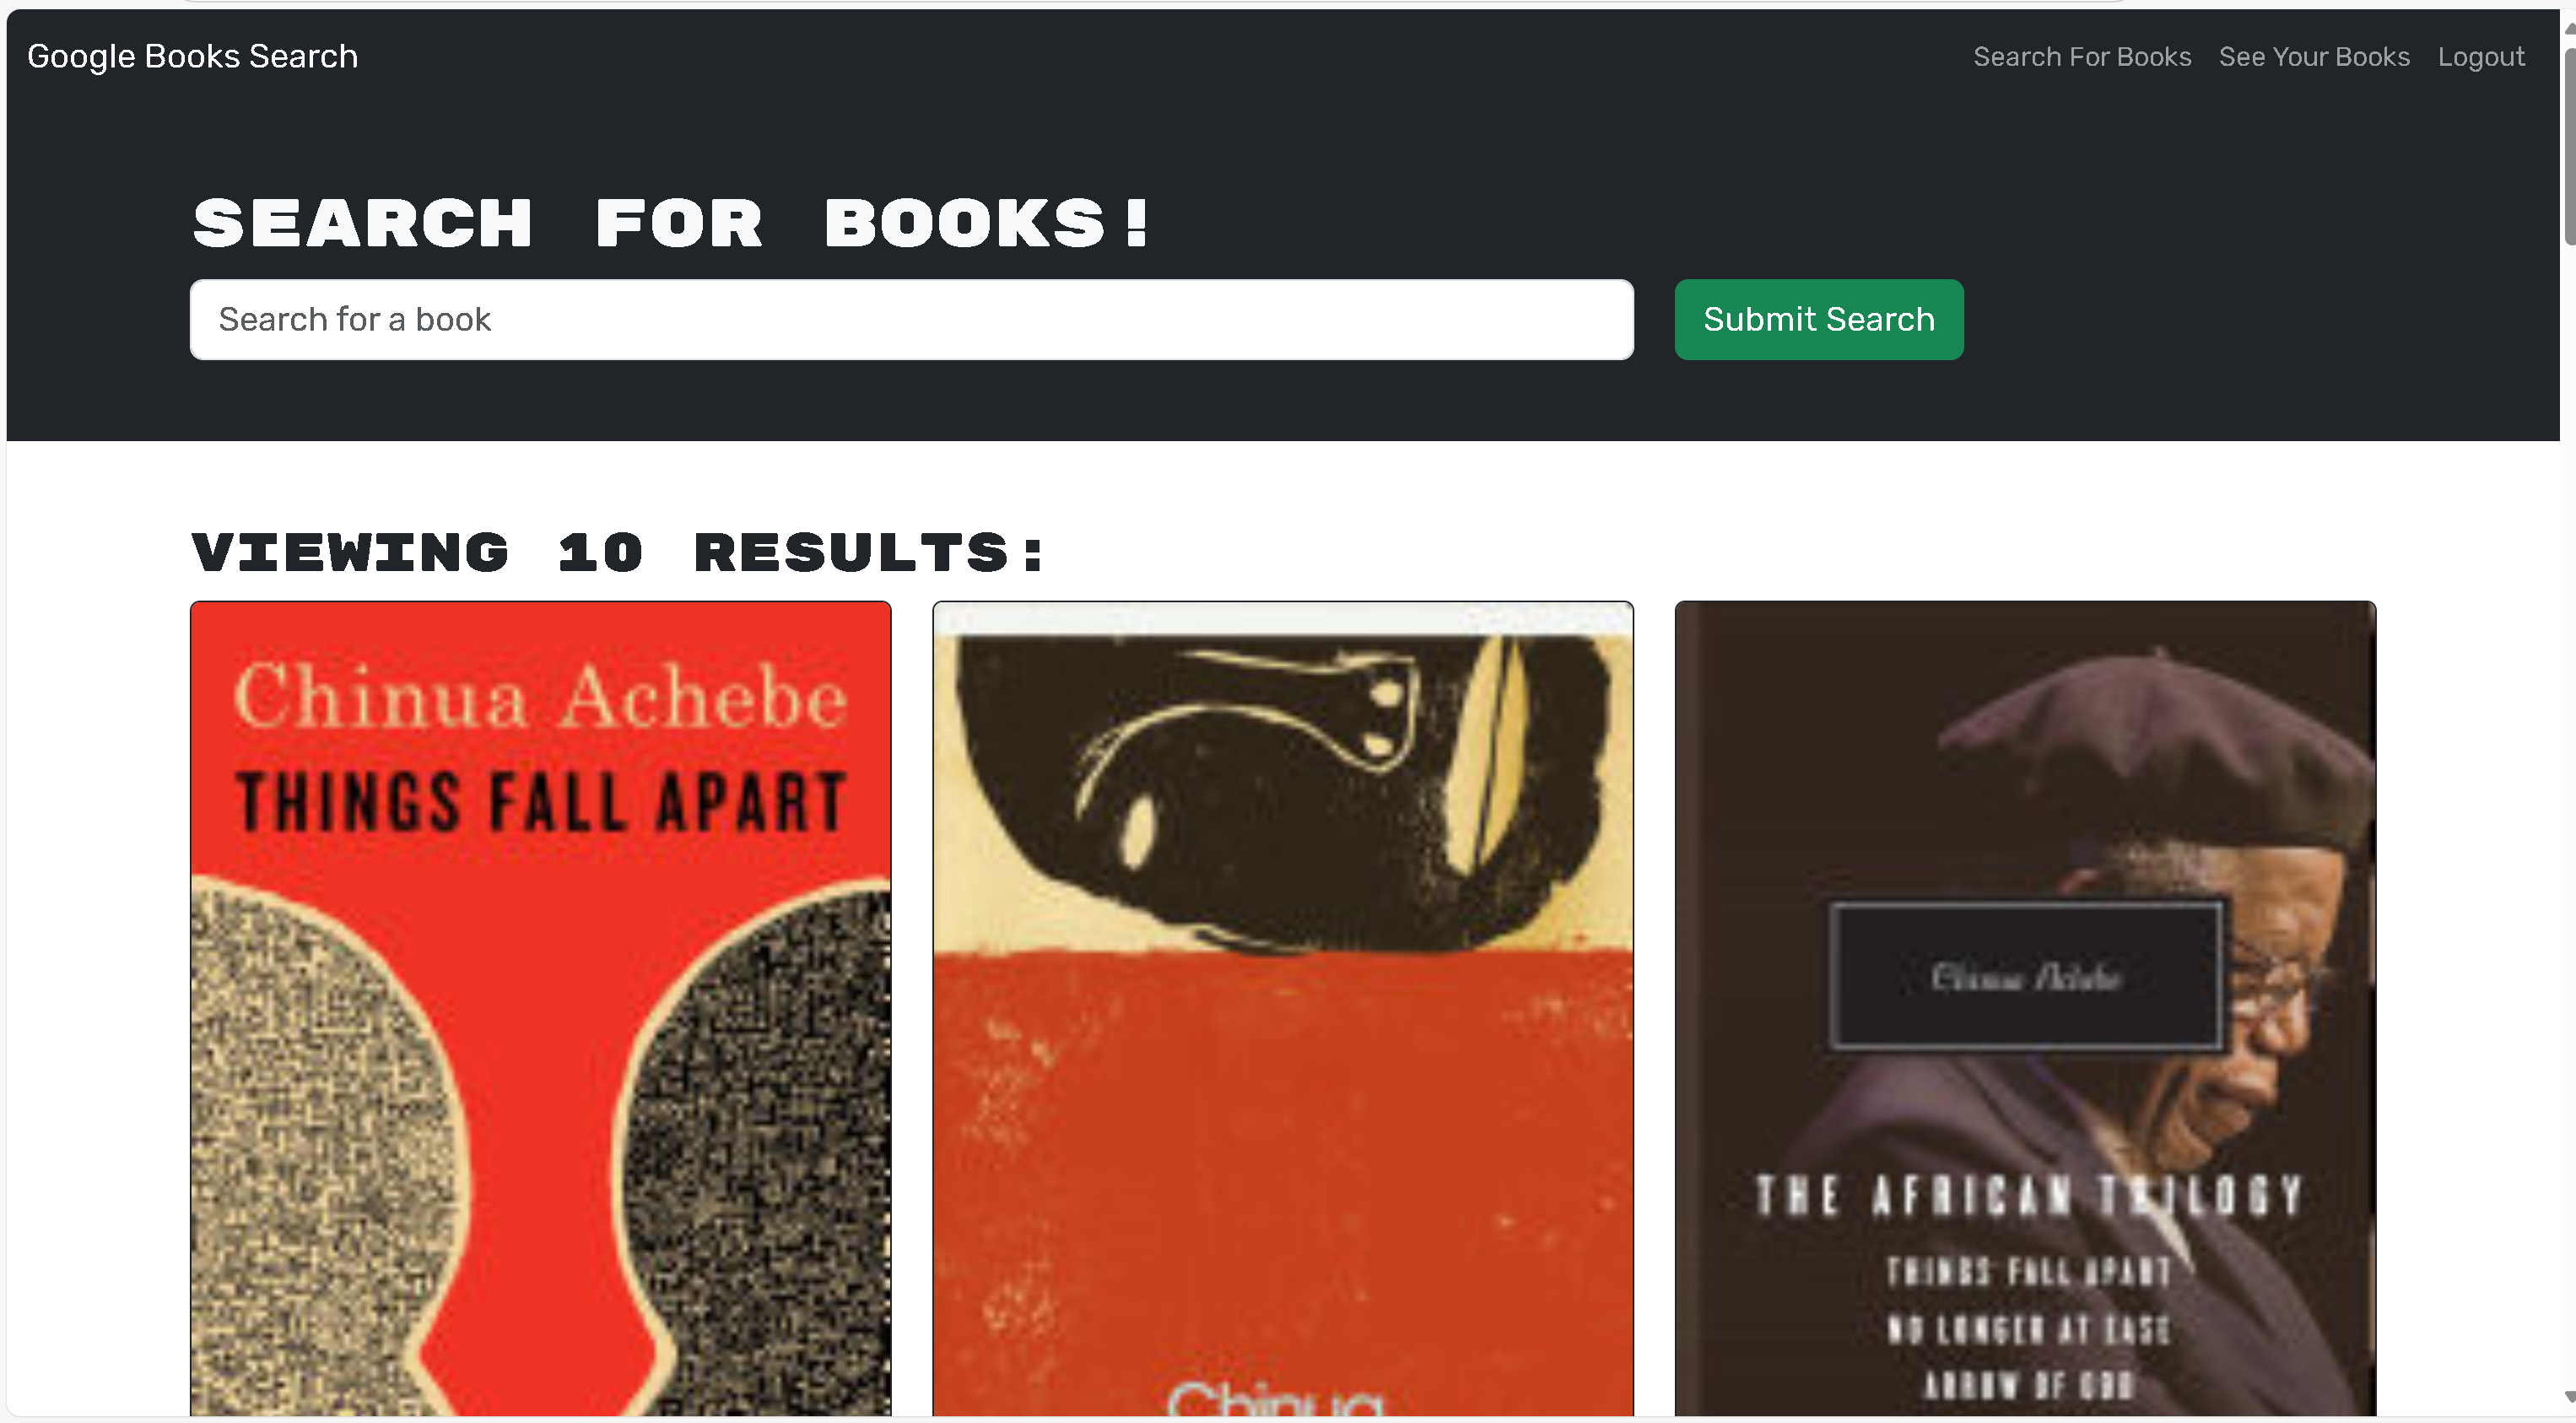 Google Books Search
Search For Books
See Your Books
Logout
SEARCH FOR BOOKS!
Search for a book
Submit Search
VIEWING 10 RESULTS:
Chinua Achebe
THINGS FALL APART
Chinua
Chinua Achebe
THE AFRICAN TRILOGY
THINGS FALL APART
NO LONGER AT EASE
ARROW OF GOD